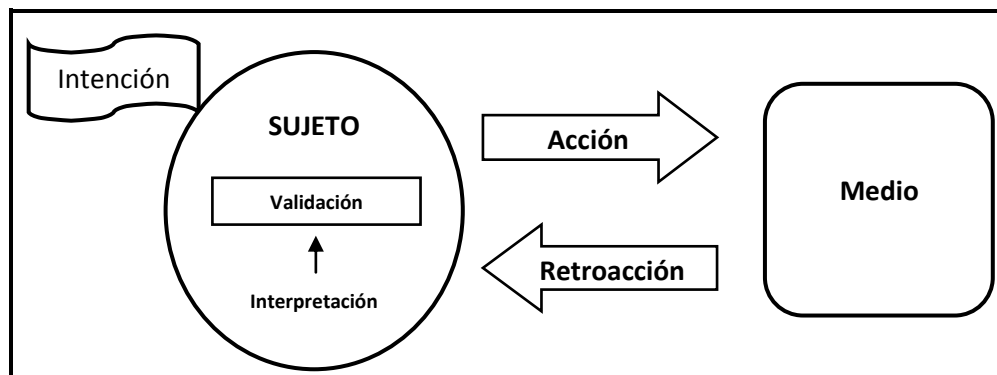 Intención
SUJETO
Validación
Interpretación
Acción
Retroacción
Medio